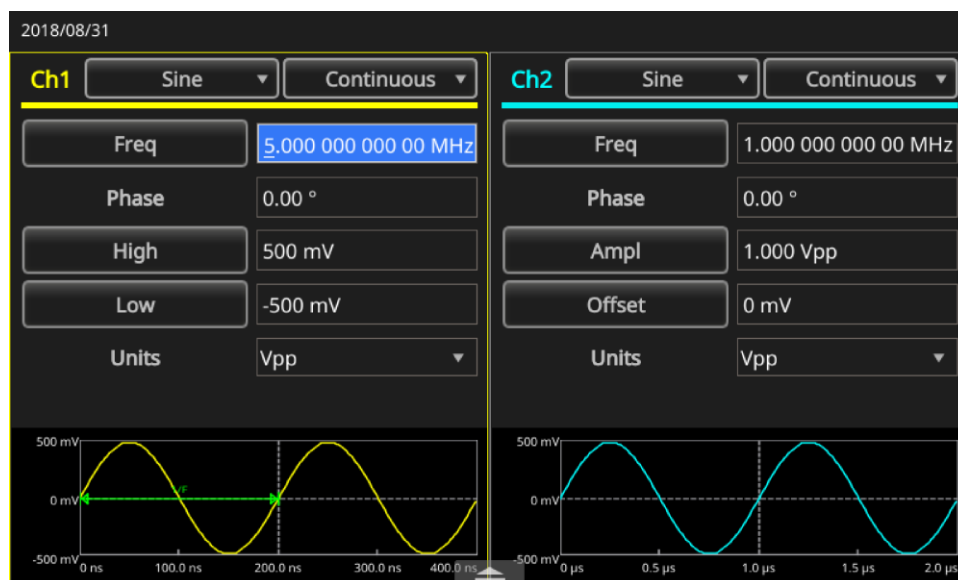 2018/08/31
Ch1 Sine Continuous
Freq 5.000 000 000 00 MHz
Phase 0.00 °
High 500 mV
Low -500 mV
Units Vpp
500 mV
0 mV
-500 mV
0 ns 100.0 ns 200.0 ns 300.0 ns 400.0 ns
Ch2 Sine Continuous
Freq 1.000 000 000 00 MHz
Phase 0.00 °
Ampl 1.000 Vpp
Offset 0 mV
Units Vpp
500 mV
0 mV
-500 mV
0 µs 0.5 µs 1.0 µs 1.5 µs 2.0 µs